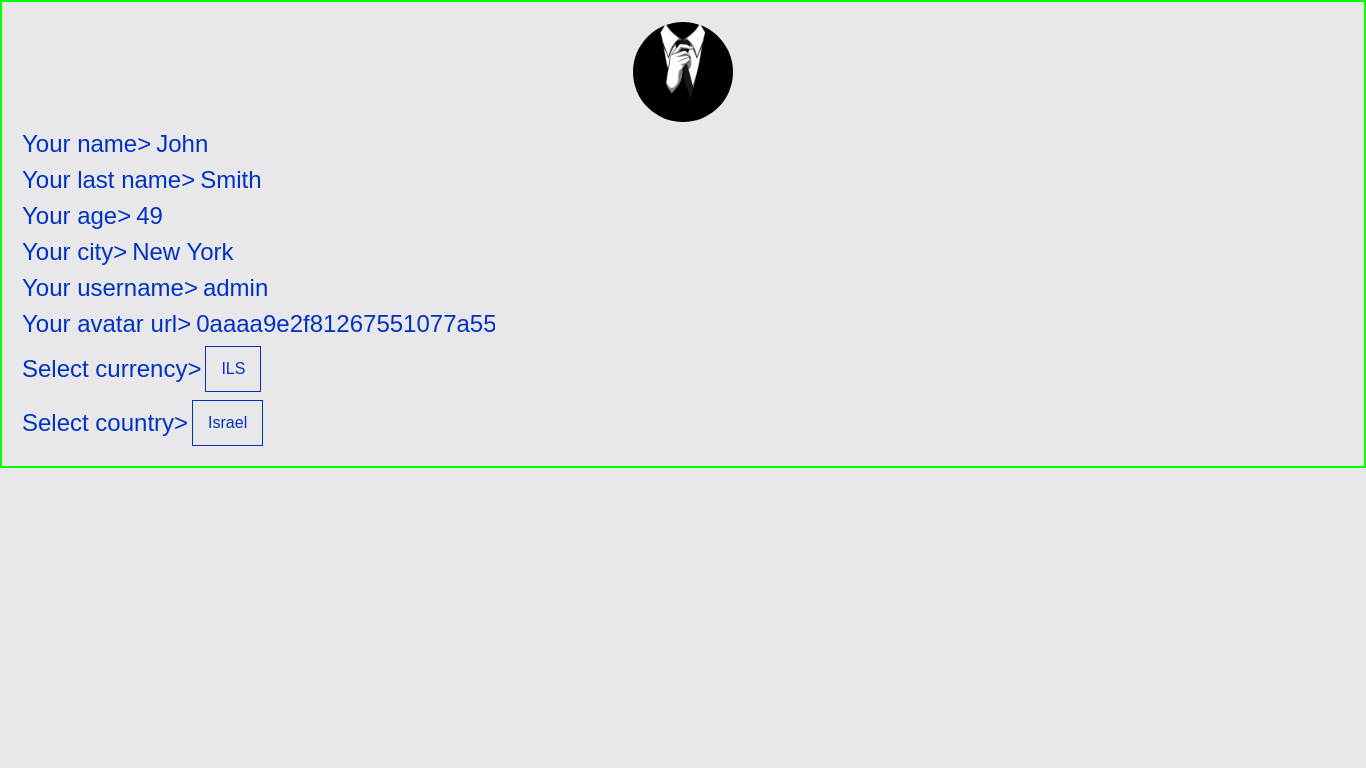 Your name> John
Your last name> Smith
Your age> 49
Your city> New York
Your username> admin
Your avatar url> 0aaaa9e2f81267551077a55
Select currency> ILS
Select country> Israel